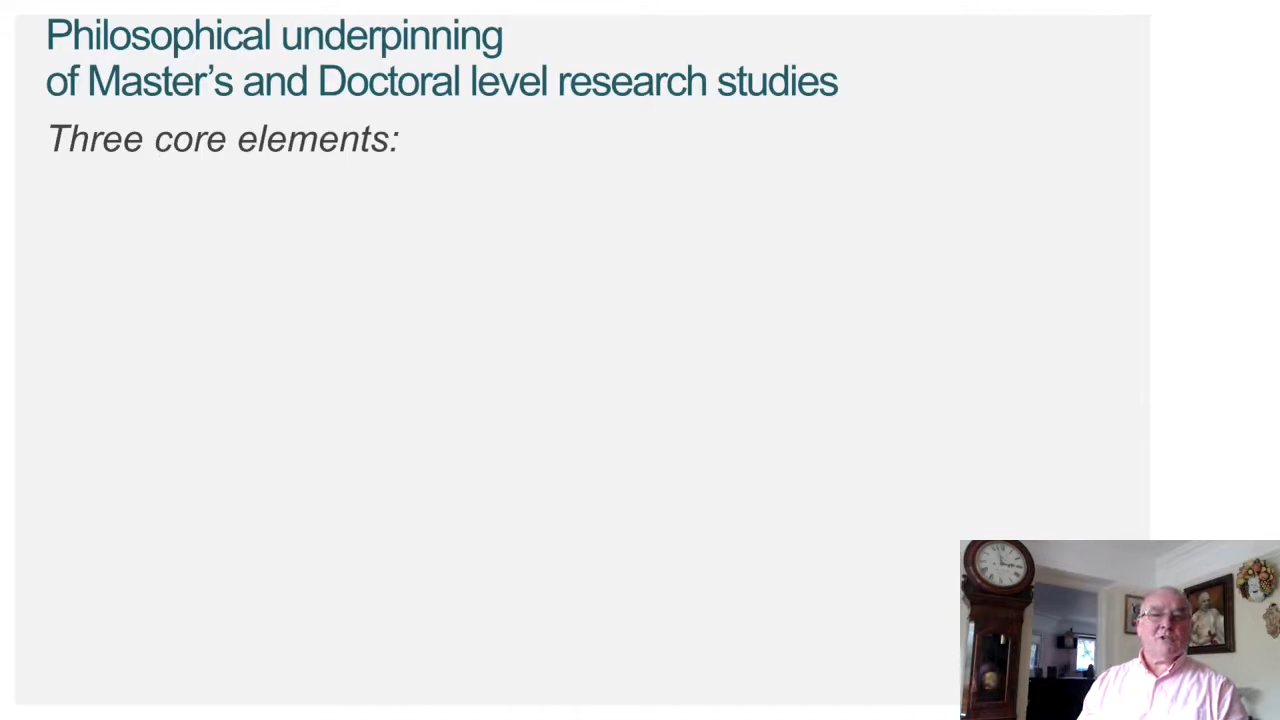 Philosophical underpinning
of Master’s and Doctoral level research studies
Three core elements: